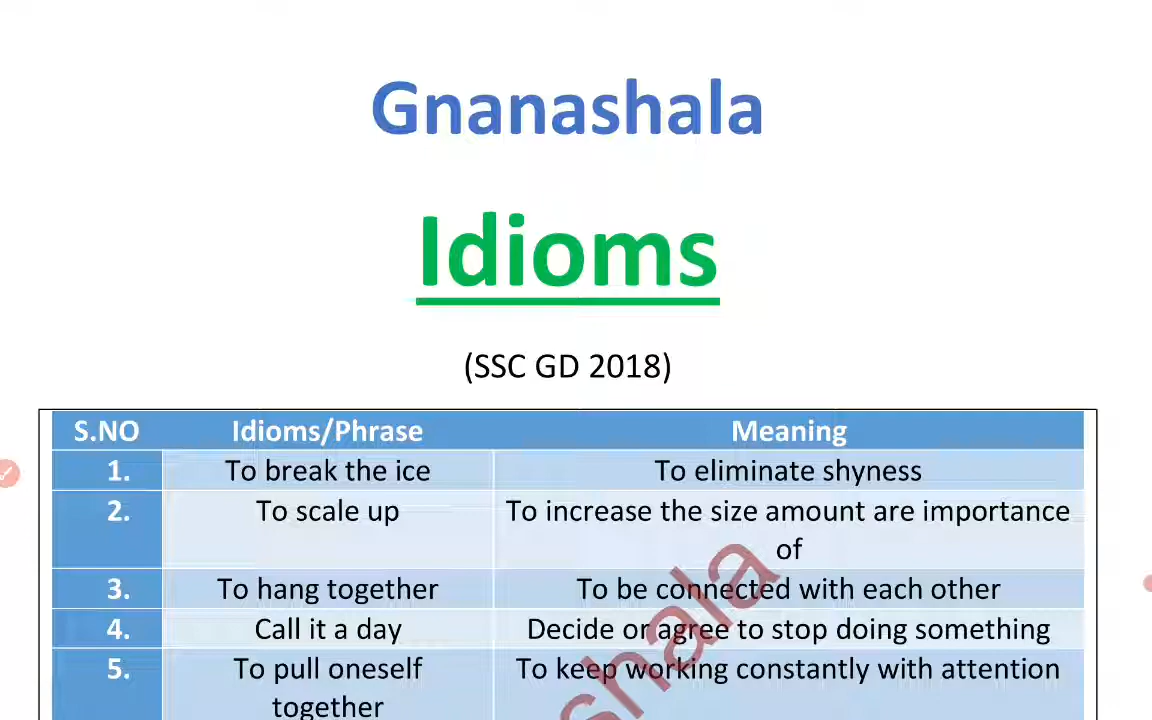 Gnanashala
Idioms
(SSC GD 2018)
S.NO Idioms/Phrase Meaning
1. To break the ice To eliminate shyness
2. To scale up To increase the size amount are importance
of
3. To hang together To be connected with each other
4. Call it a day Decide or agree to stop doing something
5. To pull oneself To keep working constantly with attention
together
shala